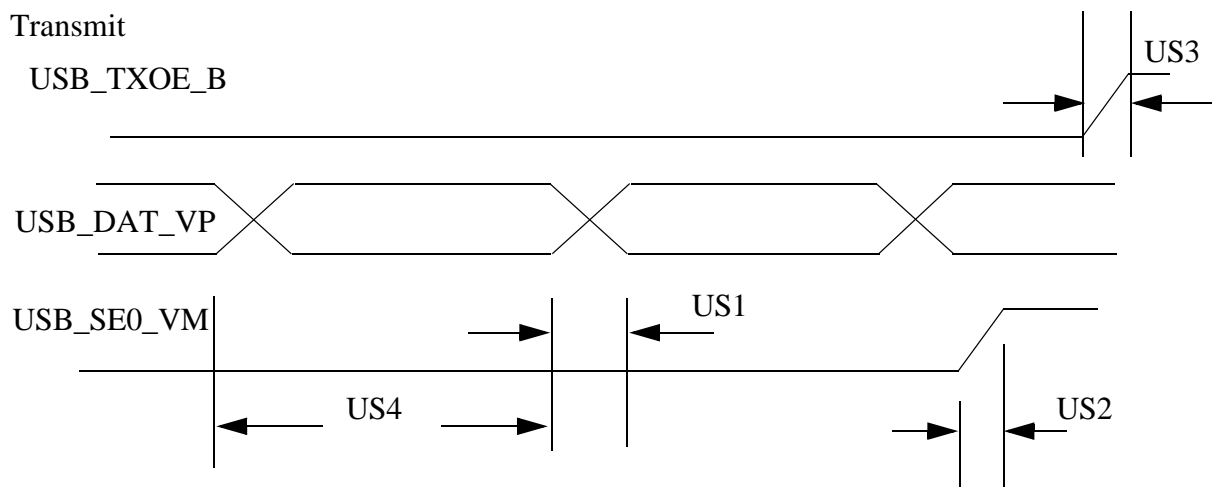 Transmit
US3
USB_TXOE_B
USB_DAT_VP
US1
USB_SE0_VM
US4
US2